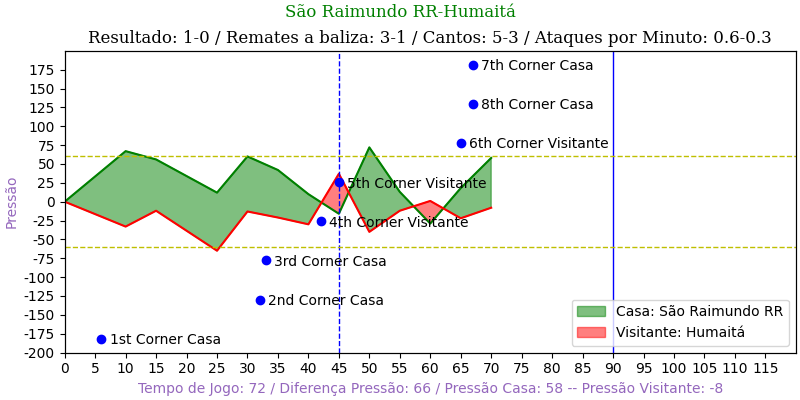 São Raimundo RR-Humaitá
Resultado: 1-0 / Remates a baliza: 3-1 / Cantos: 5-3 / Ataques por Minuto: 0.6-0.3
175
150
125
100
75
50
25
0
-25
-50
-75
-100
-125
-150
-175
-200
Pressão
7th Corner Casa
8th Corner Casa
6th Corner Visitante
5th Corner Visitante
4th Corner Visitante
3rd Corner Casa
2nd Corner Casa
1st Corner Casa
Casa: São Raimundo RR
Visitante: Humaitá
0 5 10 15 20 25 30 35 40 45 50 55 60 65 70 75 80 85 90 95 100 105 110 115
Tempo de Jogo: 72 / Diferença Pressão: 66 / Pressão Casa: 58 -- Pressão Visitante: -8